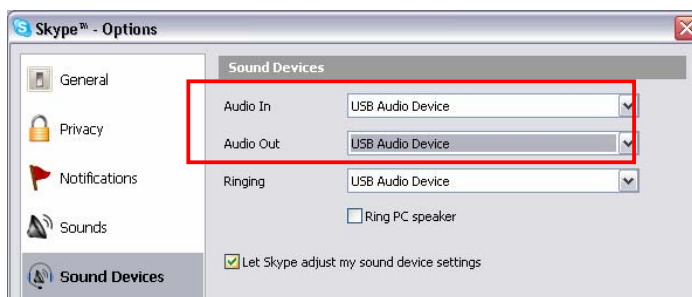 Skype™ - Options
General
Privacy
Notifications
Sounds
Sound Devices
Sound Devices
Audio In USB Audio Device
Audio Out USB Audio Device
Ringing USB Audio Device
Ring PC speaker
Let Skype adjust my sound device settings